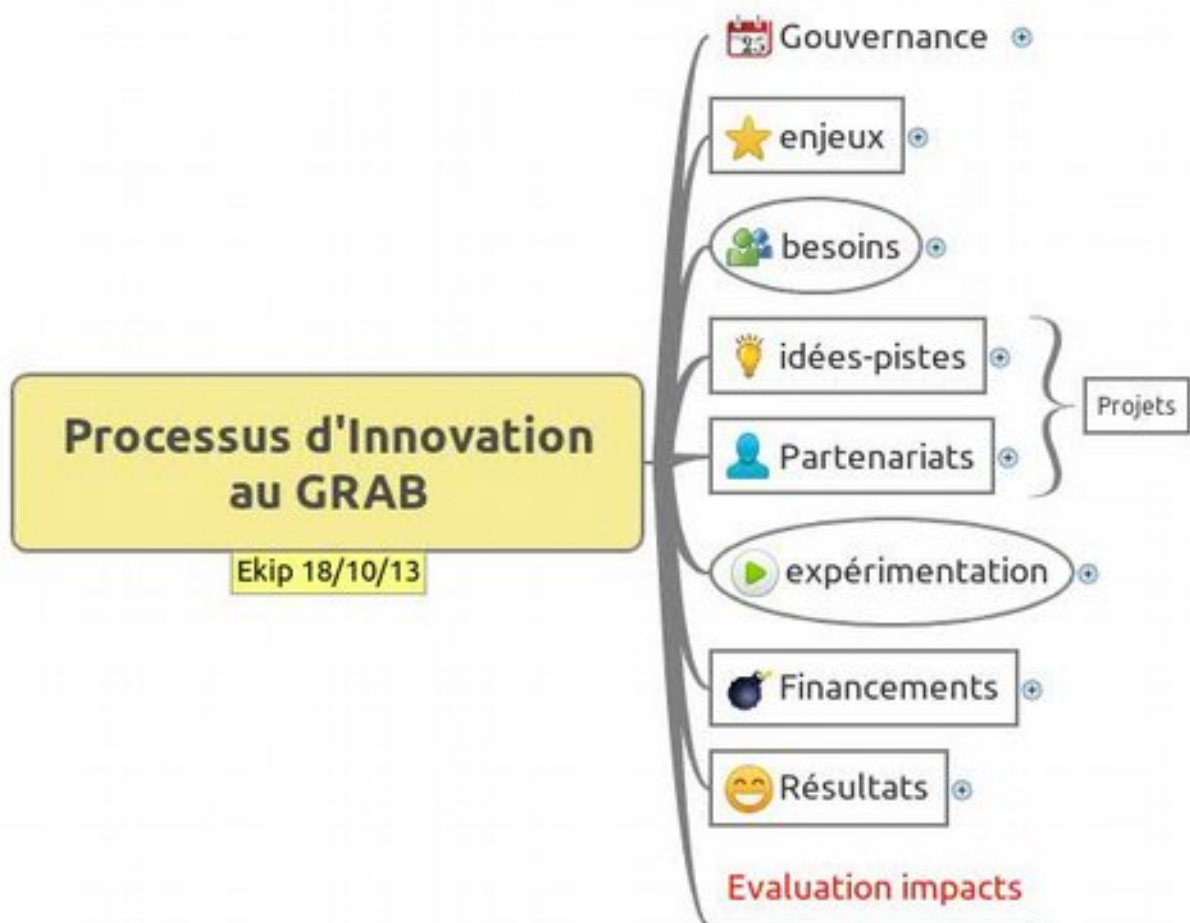 Processus d'Innovation
au GRAB
Ekip 18/10/13
25 Gouvernance
enjeux
besoins
idées-pistes
Partenariats
Projets
expérimentation
Financements
Résultats
Evaluation impacts